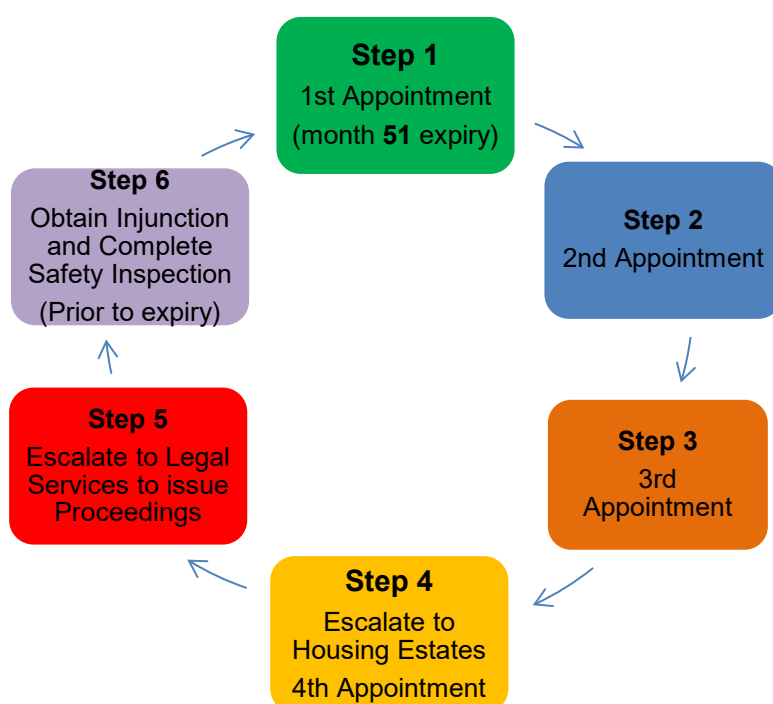 Step 1
1st Appointment
(month 51 expiry)
Step 2
2nd Appointment
Step 3
3rd
Appointment
Step 4
Escalate to
Housing Estates
4th Appointment
Step 5
Escalate to Legal
Services to issue
Proceedings
Step 6
Obtain Injunction
and Complete
Safety Inspection
(Prior to expiry)